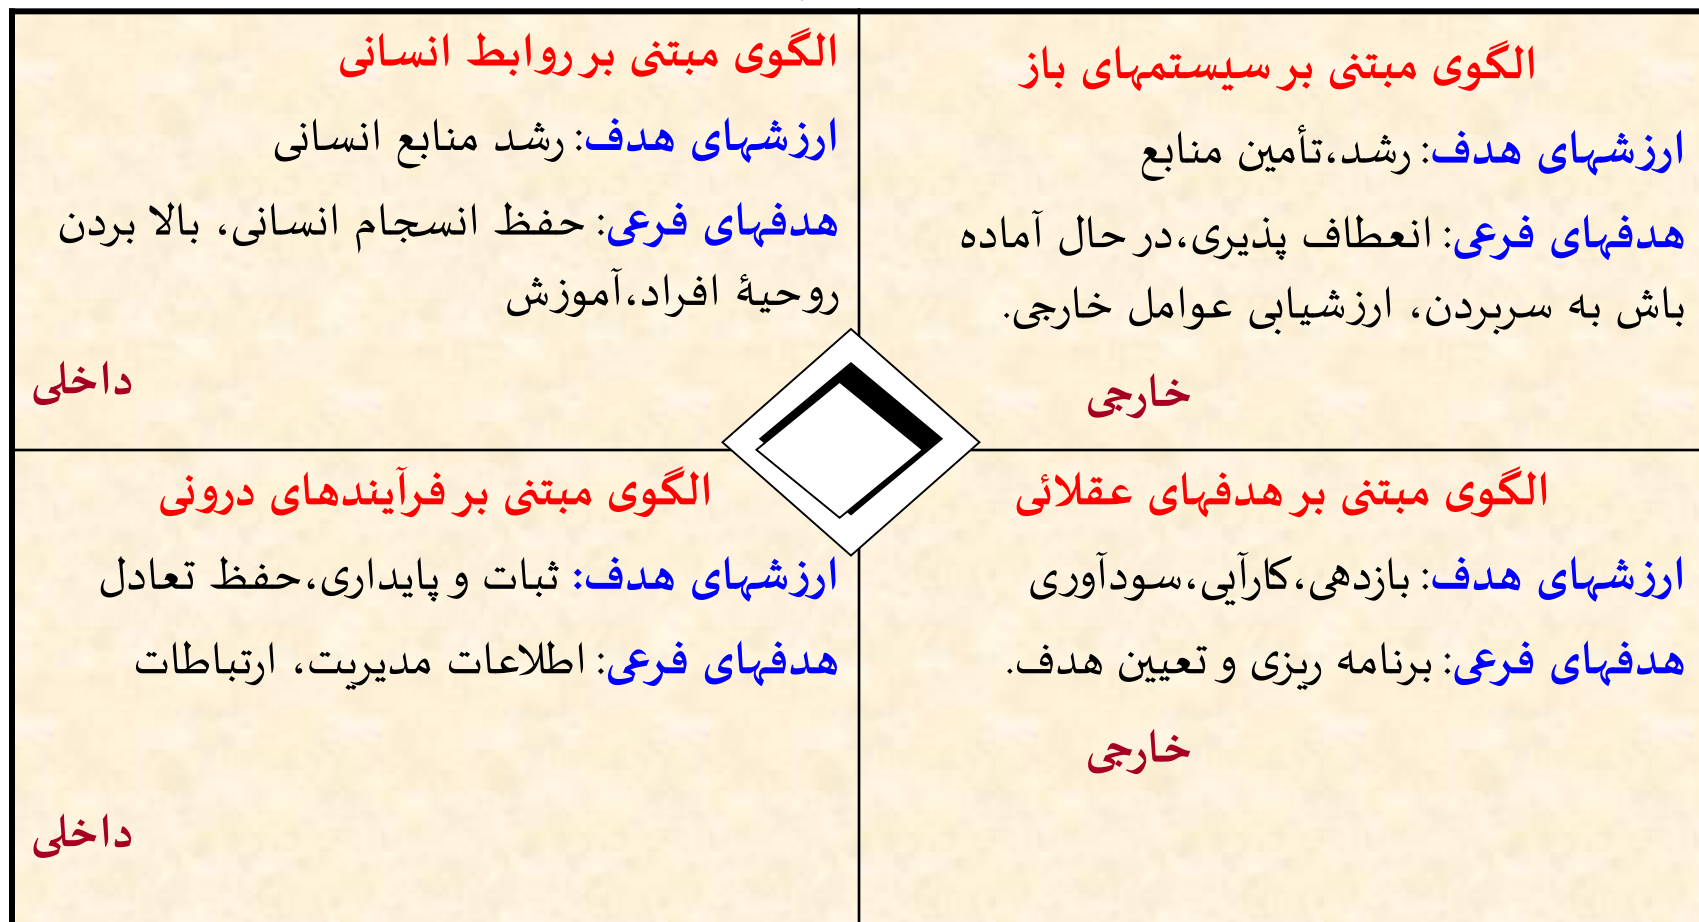 الگوی مبتنی بر سیستمهای باز
ارزشهای هدف: رشد،تأمین منابع
هدفهای فرعی: انعطاف پذیری،در حال آماده
باش به سربردن، ارزشیابی عوامل خارجی.
خارجی
الگوی مبتنی بر روابط انسانی
ارزشهای هدف: رشد منابع انسانی
هدفهای فرعی: حفظ انسجام انسانی، بالا بردن
روحیۀ افراد،آموزش
داخلی
الگوی مبتنی بر هدفهای عقلائی
ارزشهای هدف: بازدهی،کارآیی،سودآوری
هدفهای فرعی: برنامه ریزی و تعیین هدف.
خارجی
الگوی مبتنی بر فرآیندهای درونی
ارزشهای هدف: ثبات و پایداری،حفظ تعادل
هدفهای فرعی: اطلاعات مدیریت، ارتباطات
داخلی